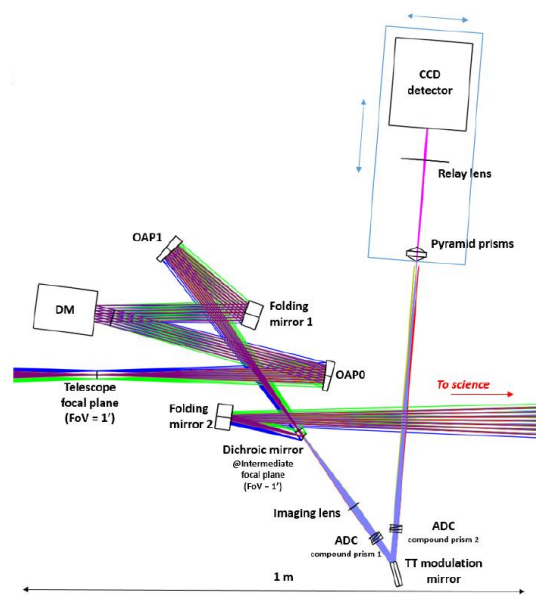 CCD
detector
Relay lens
Pyramid prisms
OAP1
DM
Folding
mirror 1
OAP0
Telescope
focal plane
(FoV = 1')
To science
Folding
mirror 2
Dichroic mirror
@Intermediate
focal plane
(FoV = 1')
Imaging lens
ADC
compound prism 1
ADC
compound prism 2
TT modulation
mirror
1 m